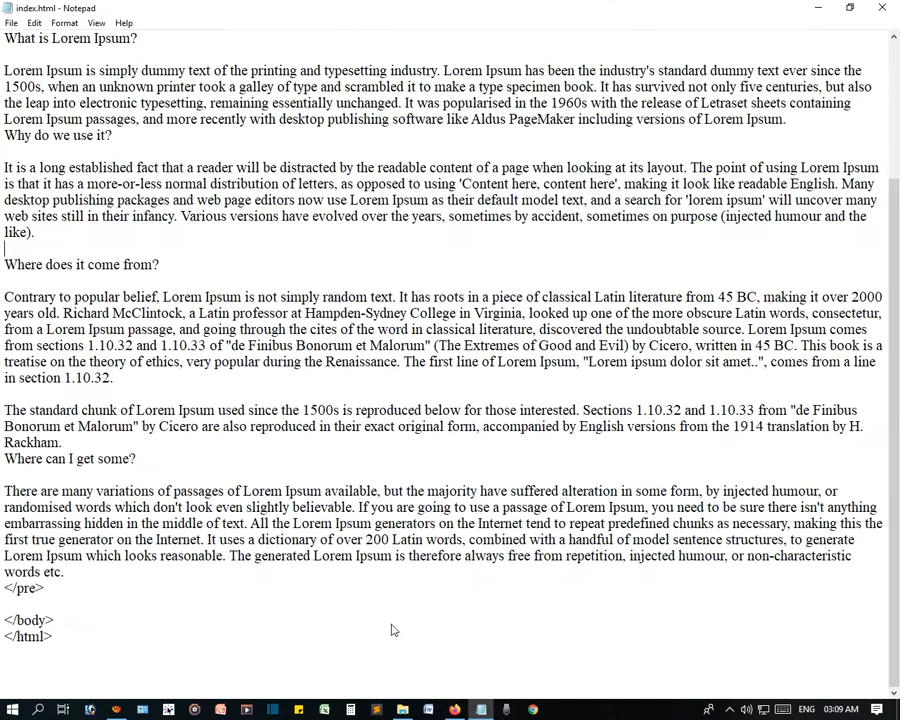 index.html - Notepad
File Edit Format View Help
What is Lorem Ipsum?
Lorem Ipsum is simply dummy text of the printing and typesetting industry. Lorem Ipsum has been the industry's standard dummy text ever since the
1500s, when an unknown printer took a galley of type and scrambled it to make a type specimen book. It has survived not only five centuries, but also
the leap into electronic typesetting, remaining essentially unchanged. It was popularised in the 1960s with the release of Letraset sheets containing
Lorem Ipsum passages, and more recently with desktop publishing software like Aldus PageMaker including versions of Lorem Ipsum.
Why do we use it?
It is a long established fact that a reader will be distracted by the readable content of a page when looking at its layout. The point of using Lorem Ipsum
is that it has a more-or-less normal distribution of letters, as opposed to using 'Content here, content here', making it look like readable English. Many
desktop publishing packages and web page editors now use Lorem Ipsum as their default model text, and a search for 'lorem ipsum' will uncover many
web sites still in their infancy. Various versions have evolved over the years, sometimes by accident, sometimes on purpose (injected humour and the
like).
Where does it come from?
Contrary to popular belief, Lorem Ipsum is not simply random text. It has roots in a piece of classical Latin literature from 45 BC, making it over 2000
years old. Richard McClintock, a Latin professor at Hampden-Sydney College in Virginia, looked up one of the more obscure Latin words, consectetur,
from a Lorem Ipsum passage, and going through the cites of the word in classical literature, discovered the undoubtable source. Lorem Ipsum comes
from sections 1.10.32 and 1.10.33 of "de Finibus Bonorum et Malorum" (The Extremes of Good and Evil) by Cicero, written in 45 BC. This book is a
treatise on the theory of ethics, very popular during the Renaissance. The first line of Lorem Ipsum, "Lorem ipsum dolor sit amet..", comes from a line
in section 1.10.32.
The standard chunk of Lorem Ipsum used since the 1500s is reproduced below for those interested. Sections 1.10.32 and 1.10.33 from "de Finibus
Bonorum et Malorum" by Cicero are also reproduced in their exact original form, accompanied by English versions from the 1914 translation by H.
Rackham.
Where can I get some?
There are many variations of passages of Lorem Ipsum available, but the majority have suffered alteration in some form, by injected humour, or
randomised words which don't look even slightly believable. If you are going to use a passage of Lorem Ipsum, you need to be sure there isn't anything
embarrassing hidden in the middle of text. All the Lorem Ipsum generators on the Internet tend to repeat predefined chunks as necessary, making this the
first true generator on the Internet. It uses a dictionary of over 200 Latin words, combined with a handful of model sentence structures, to generate
Lorem Ipsum which looks reasonable. The generated Lorem Ipsum is therefore always free from repetition, injected humour, or non-characteristic
words etc.
</pre>
</body>
</html>
ENG 03:09 AM